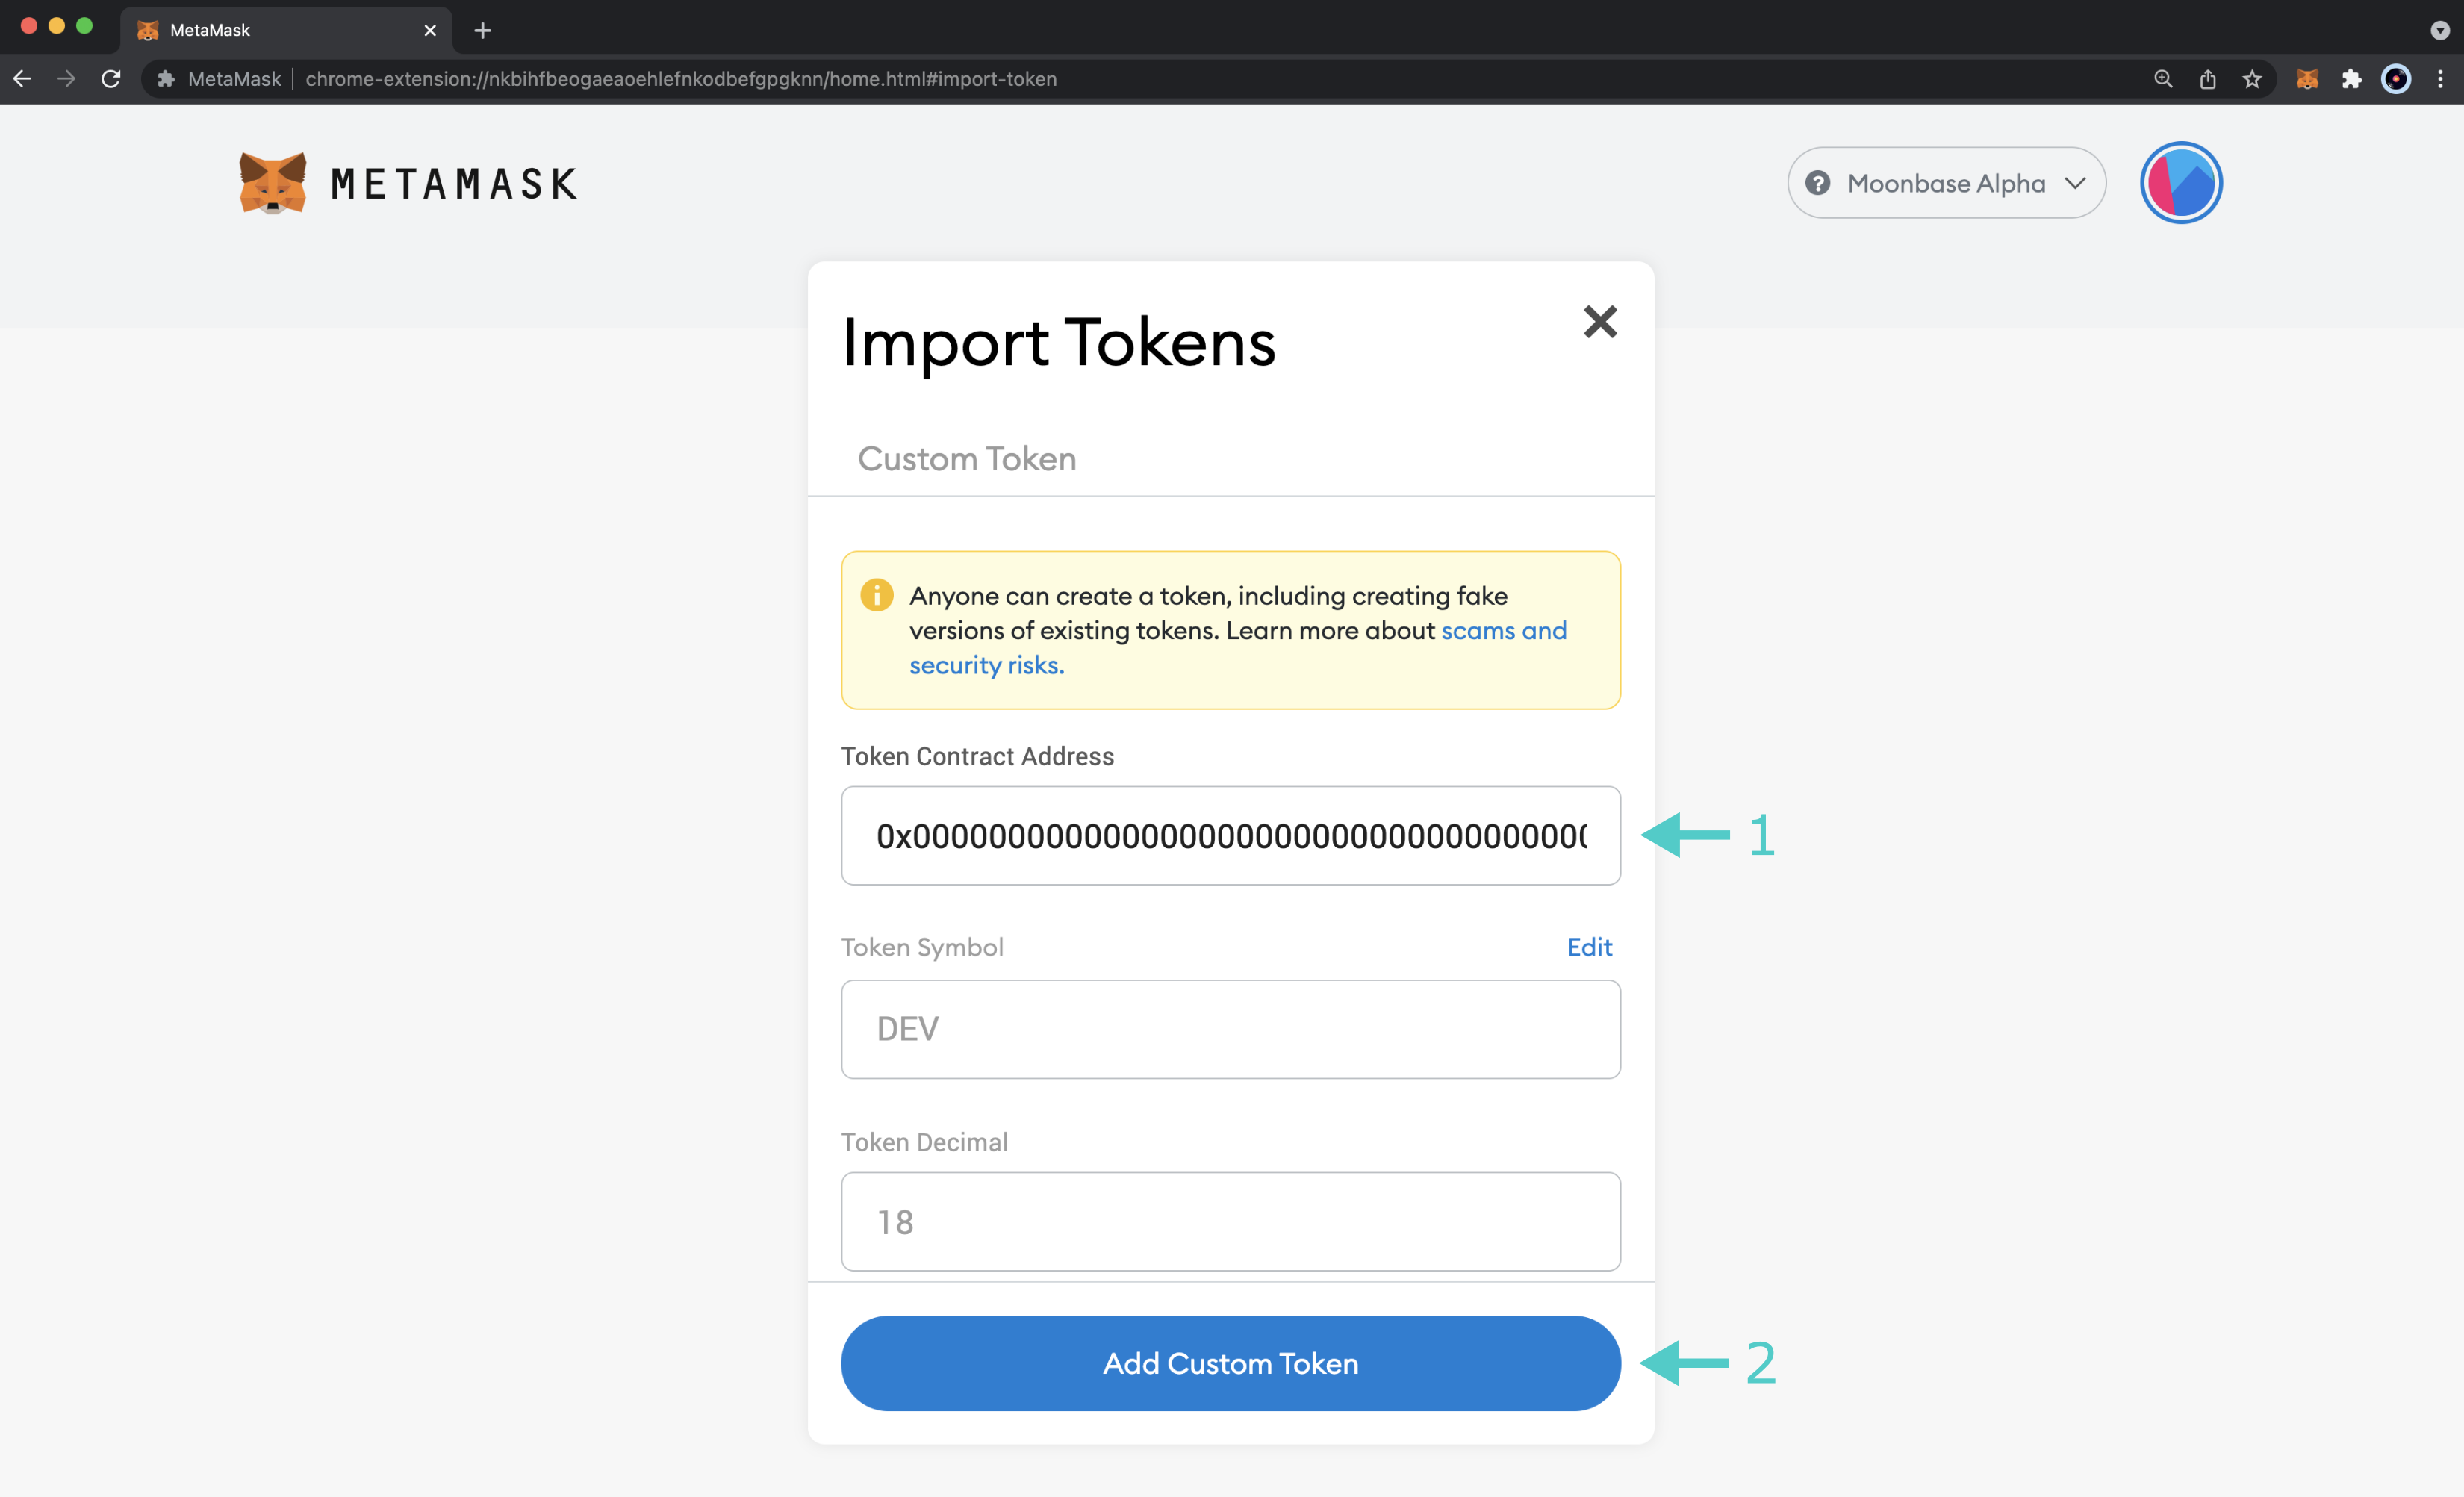 MetaMask
MetaMask
chrome-extension://nkbihfbeogaeaoehlefnkodbefgpgknn/home.html#import-token
METAMASK
Moonbase Alpha
Import Tokens
Custom Token
Anyone can create a token, including creating fake
versions of existing tokens. Learn more about scams and
security risks.
Token Contract Address
0x000000000000000000000000000000000000
1
Token Symbol
Edit
DEV
Token Decimal
18
Add Custom Token
2